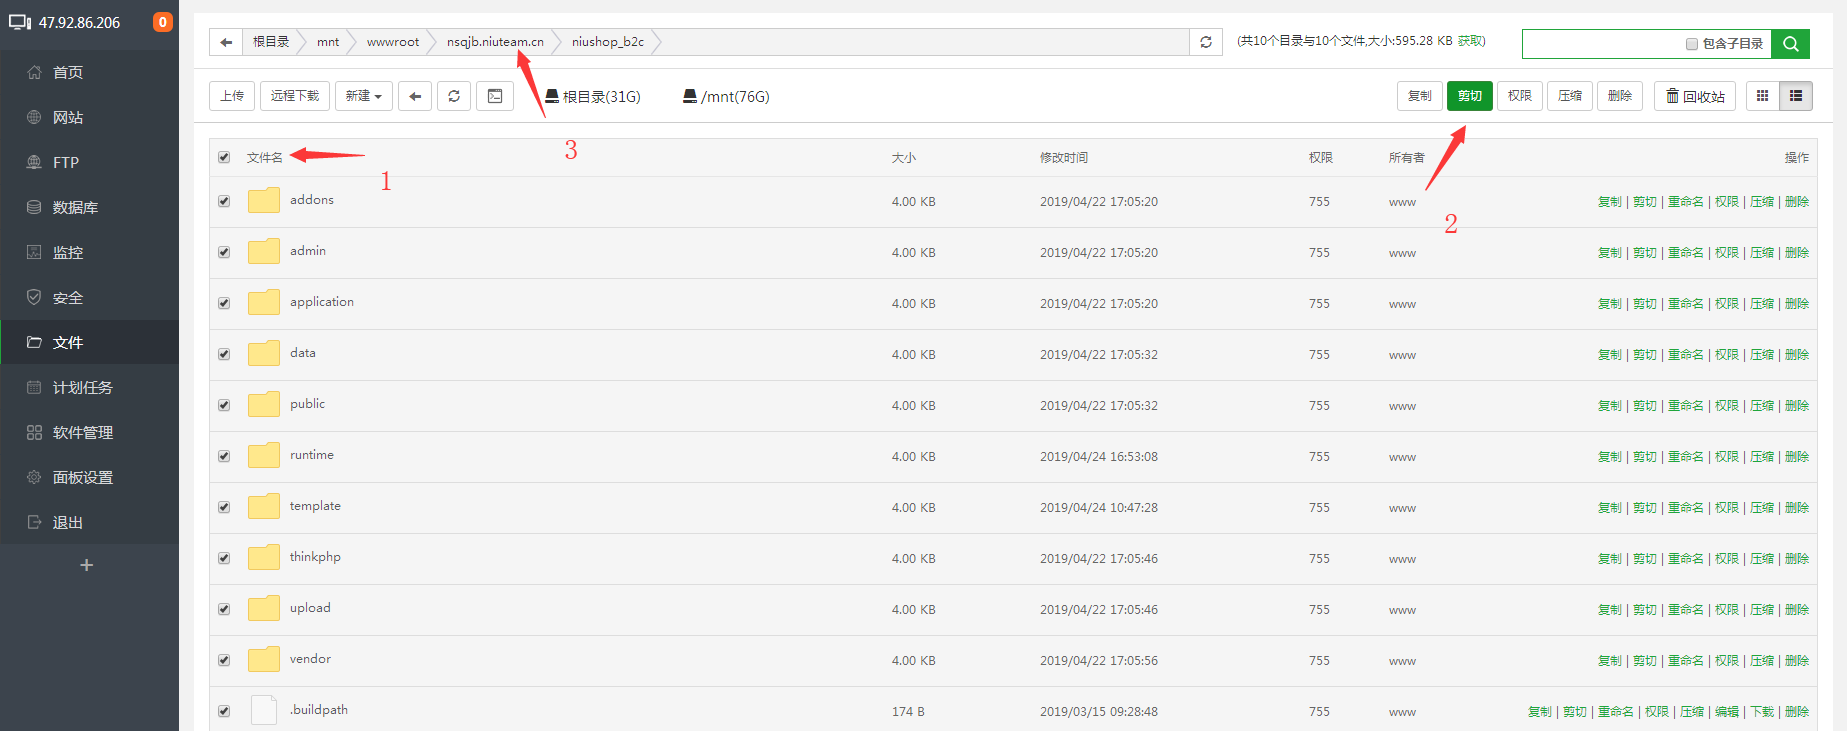 47.92.86.206 0
首页
网站
FTP
数据库
监控
安全
文件
计划任务
软件管理
面板设置
退出
+
根目录 mnt wwwroot nsqjb.niuteam.cn niushop_b2c (共10个目录与10个文件,大小:595.28 KB 获取) 包含子目录
上传 远程下载 新建 根目录(31G) /mnt(76G) 复制 剪切 权限 压缩 删除 回收站
3
文件名 大小 修改时间 权限 所有者 操作
1
addons 4.00 KB 2019/04/22 17:05:20 755 www 复制 | 剪切 | 重命名 | 权限 | 压缩 | 删除
2
admin 4.00 KB 2019/04/22 17:05:20 755 www 复制 | 剪切 | 重命名 | 权限 | 压缩 | 删除
application 4.00 KB 2019/04/22 17:05:20 755 www 复制 | 剪切 | 重命名 | 权限 | 压缩 | 删除
data 4.00 KB 2019/04/22 17:05:32 755 www 复制 | 剪切 | 重命名 | 权限 | 压缩 | 删除
public 4.00 KB 2019/04/22 17:05:32 755 www 复制 | 剪切 | 重命名 | 权限 | 压缩 | 删除
runtime 4.00 KB 2019/04/24 16:53:08 755 www 复制 | 剪切 | 重命名 | 权限 | 压缩 | 删除
template 4.00 KB 2019/04/24 10:47:28 755 www 复制 | 剪切 | 重命名 | 权限 | 压缩 | 删除
thinkphp 4.00 KB 2019/04/22 17:05:46 755 www 复制 | 剪切 | 重命名 | 权限 | 压缩 | 删除
upload 4.00 KB 2019/04/22 17:05:46 755 www 复制 | 剪切 | 重命名 | 权限 | 压缩 | 删除
vendor 4.00 KB 2019/04/22 17:05:56 755 www 复制 | 剪切 | 重命名 | 权限 | 压缩 | 删除
.buildpath 174 B 2019/03/15 09:28:48 755 www 复制 | 剪切 | 重命名 | 权限 | 压缩 | 编辑 | 下载 | 删除